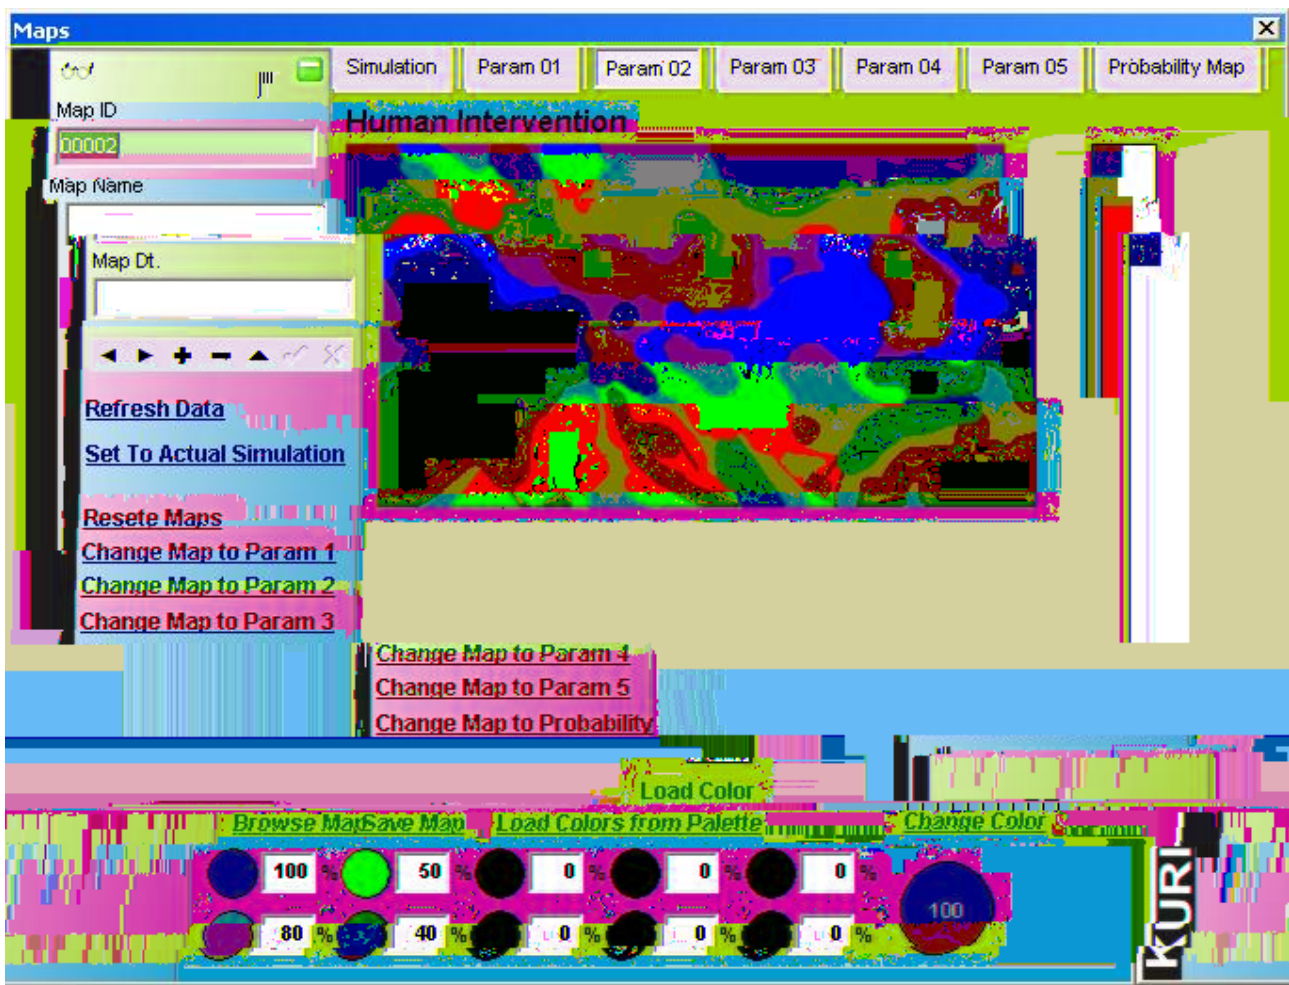 Maps
Simulation Param 01 Param 02 Param 03 Param 04 Param 05 Probability Map
Map ID
00002
Human Intervention
Map Name
Map Dt.
Refresh Data
Set To Actual Simulation
Resete Maps
Change Map to Param 1
Change Map to Param 2
Change Map to Param 3
Change Map to Param 4
Change Map to Param 5
Change Map to Probability
Load Color
Browse Map Save Map Load Colors from Palette Change Color
100 % 50 % 0 % 0 % 0 %
100
80 % 40 % 0 % 0 % 0 %
KURI